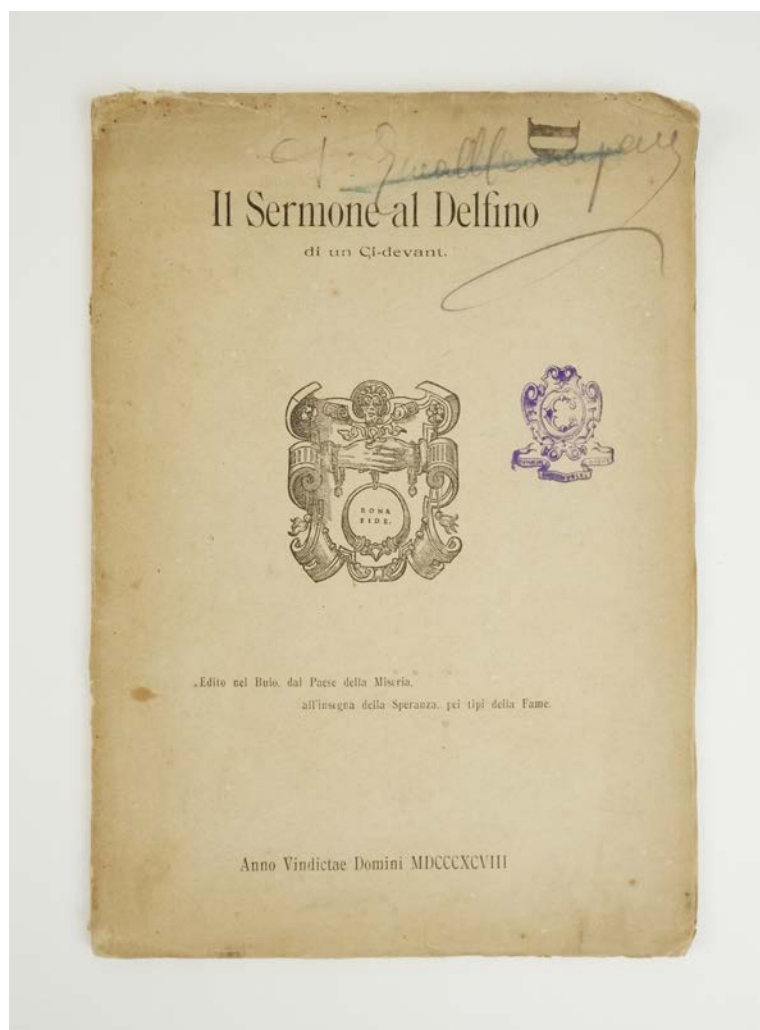 Il Sermone al Delfino
di un Çi-devant.
BONA
FIDE.
Edito nel Buio, dal Paese della Miseria,
all'insegna della Speranza, pei tipi della Fame.
Anno Vindictae Domini MDCCCXCVIII